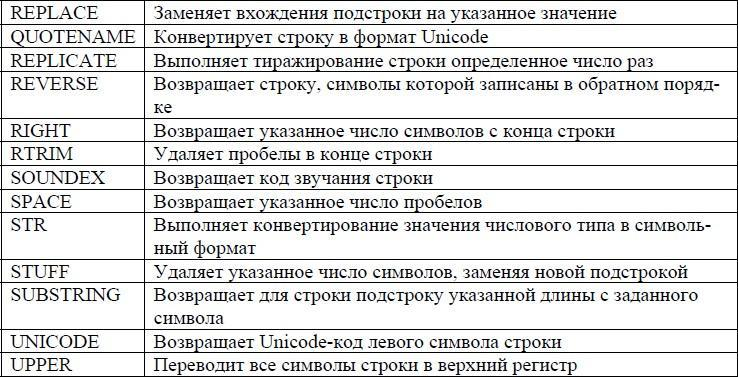 REPLACE Заменяет вхождения подстроки на указанное значение
QUOTENAME Конвертирует строку в формат Unicode
REPLICATE Выполняет тиражирование строки определенное число раз
REVERSE Возвращает строку, символы которой записаны в обратном поряд-
ке
RIGHT Возвращает указанное число символов с конца строки
RTRIM Удаляет пробелы в конце строки
SOUNDEX Возвращает код звучания строки
SPACE Возвращает указанное число пробелов
STR Выполняет конвертирование значения числового типа в символь-
ный формат
STUFF Удаляет указанное число символов, заменяя новой подстрокой
SUBSTRING Возвращает для строки подстроку указанной длины с заданного
символа
UNICODE Возвращает Unicode-код левого символа строки
UPPER Переводит все символы строки в верхний регистр